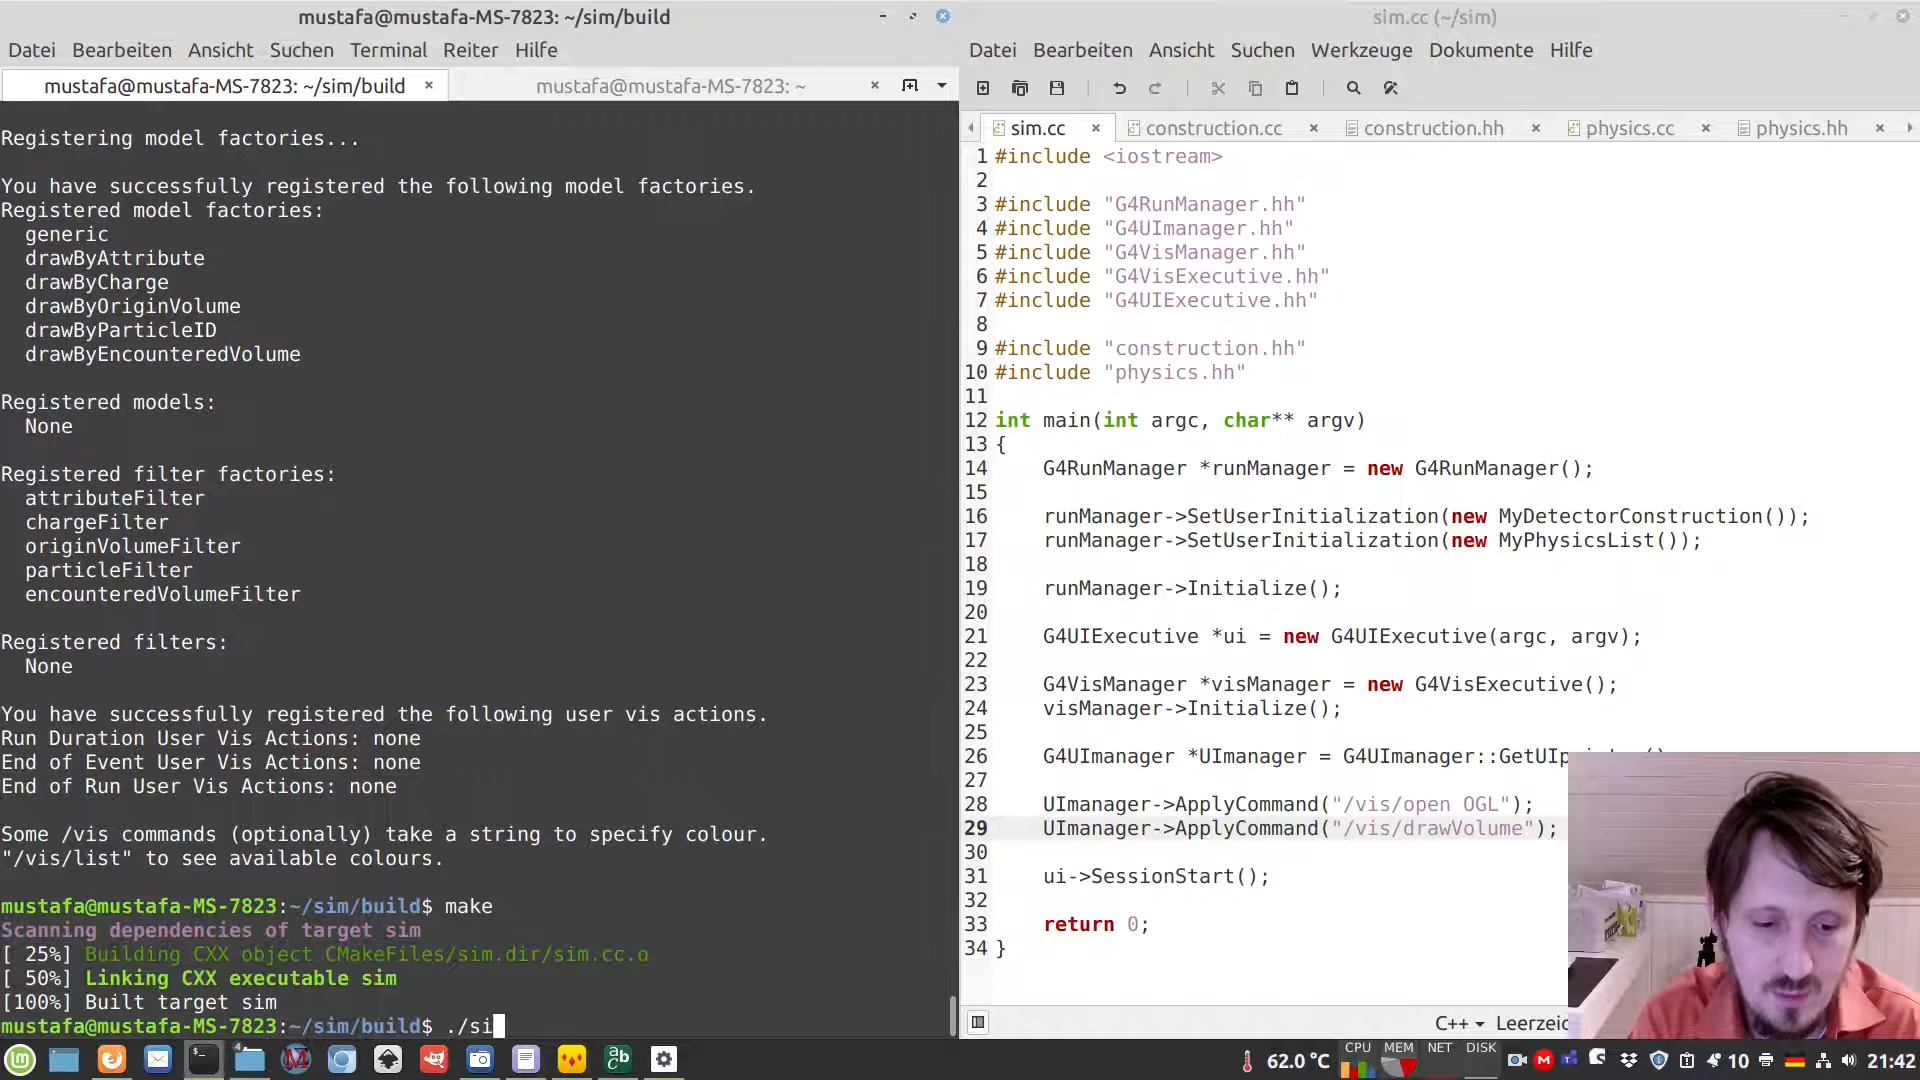 mustafa@mustafa-MS-7823: ~/sim/build
Datei Bearbeiten Ansicht Suchen Terminal Reiter Hilfe
mustafa@mustafa-MS-7823: ~/sim/build
mustafa@mustafa-MS-7823: ~
Registering model factories...
You have successfully registered the following model factories.
Registered model factories:
generic
drawByAttribute
drawByCharge
drawByOriginVolume
drawByParticleID
drawByEncounteredVolume
Registered models:
None
Registered filter factories:
attributeFilter
chargeFilter
originVolumeFilter
particleFilter
encounteredVolumeFilter
Registered filters:
None
You have successfully registered the following user vis actions.
Run Duration User Vis Actions: none
End of Event User Vis Actions: none
End of Run User Vis Actions: none
Some /vis commands (optionally) take a string to specify colour.
"/vis/list" to see available colours.
mustafa@mustafa-MS-7823:~/sim/build$ make
Scanning dependencies of target sim
[ 25%] Building CXX object CMakeFiles/sim.dir/sim.cc.o
[ 50%] Linking CXX executable sim
[100%] Built target sim
mustafa@mustafa-MS-7823:~/sim/build$ ./si
sim.cc (~/sim)
Datei Bearbeiten Ansicht Suchen Werkzeuge Dokumente Hilfe
sim.cc
construction.cc
construction.hh
physics.cc
physics.hh
1 #include <iostream>
2
3 #include "G4RunManager.hh"
4 #include "G4UImanager.hh"
5 #include "G4VisManager.hh"
6 #include "G4VisExecutive.hh"
7 #include "G4UIExecutive.hh"
8
9 #include "construction.hh"
10 #include "physics.hh"
11
12 int main(int argc, char** argv)
13 {
14 G4RunManager *runManager = new G4RunManager();
15
16 runManager->SetUserInitialization(new MyDetectorConstruction());
17 runManager->SetUserInitialization(new MyPhysicsList());
18
19 runManager->Initialize();
20
21 G4UIExecutive *ui = new G4UIExecutive(argc, argv);
22
23 G4VisManager *visManager = new G4VisExecutive();
24 visManager->Initialize();
25
26 G4UImanager *UImanager = G4UImanager::
27
28 UImanager->ApplyCommand("/vis/open OGL");
29 UImanager->ApplyCommand("/vis/drawVolume");
30
31 ui->SessionStart();
32
33 return 0;
34 }
C++
62.0 °C
CPU MEM NET DISK
10
21:42